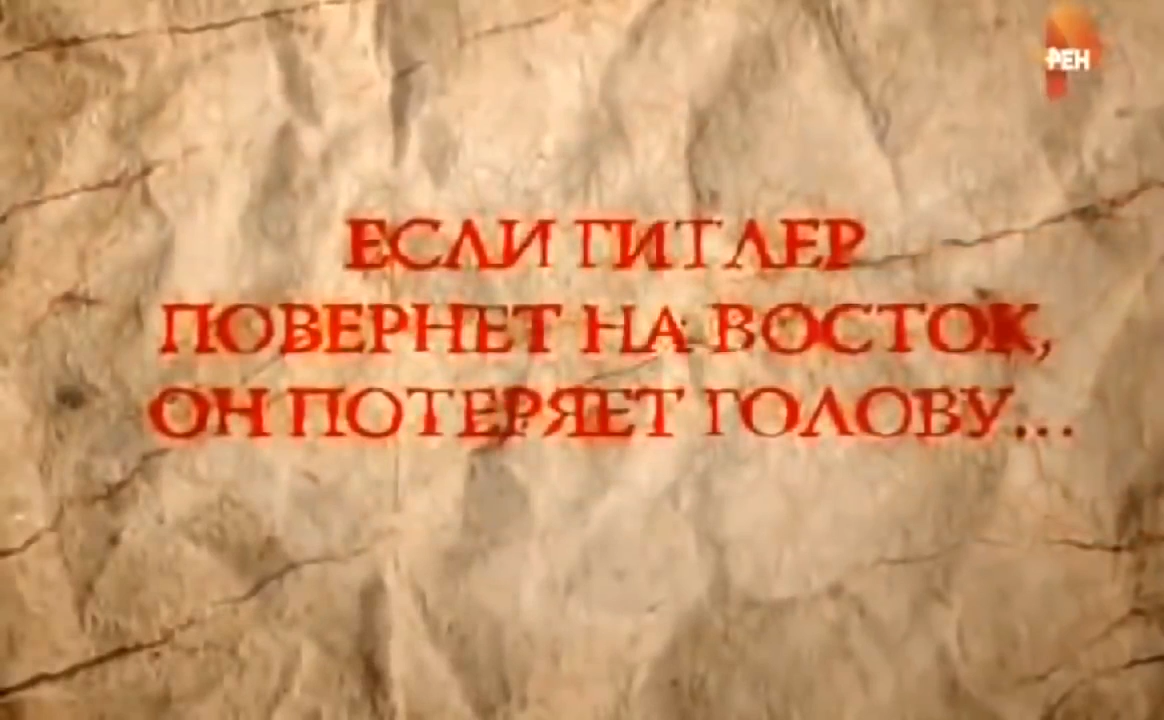 РЕН
ЕСЛИ ГИТЛЕР
ПОВЕРНЕТ НА ВОСТОК,
ОН ПОТЕРЯЕТ ГОЛОВУ...